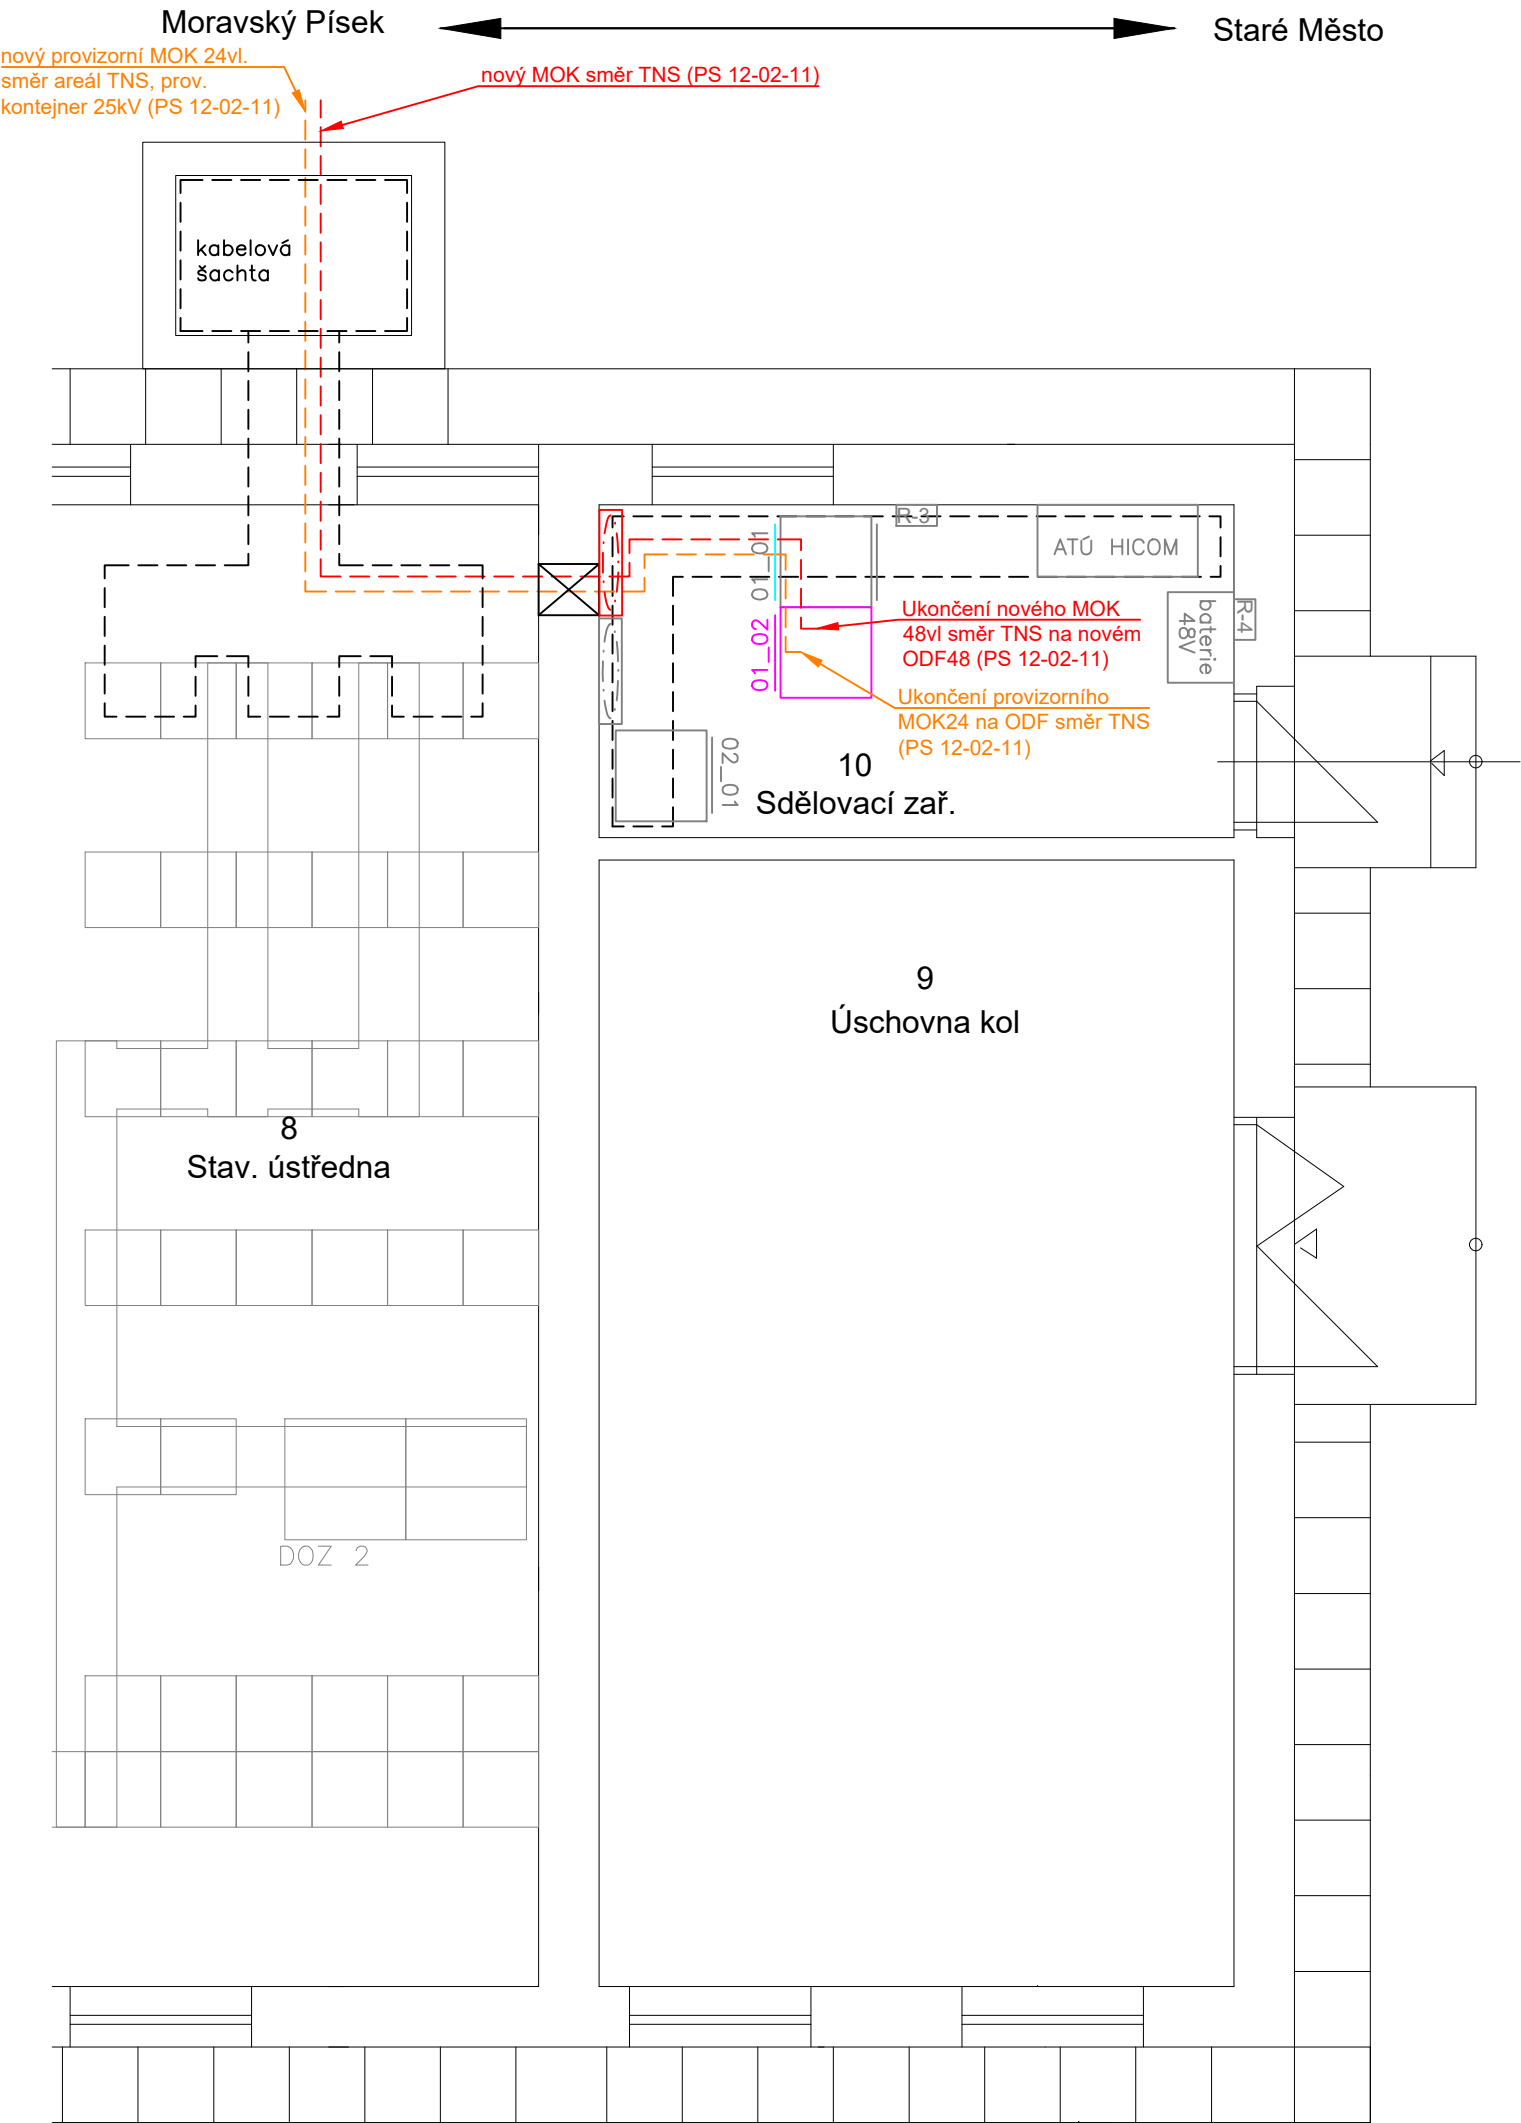 Moravský Písek
Staré Město
nový provizorní MOK 24vl.
směr areál TNS, prov.
kontejner 25kV (PS 12-02-11)
nový MOK směr TNS (PS 12-02-11)
kabelová
šachta
R-3
01_01
ATÚ HICOM
R-4
baterie
48V
01_02
Ukončení nového MOK
48vl směr TNS na novém
ODF48 (PS 12-02-11)
Ukončení provizorního
MOK24 na ODF směr TNS
(PS 12-02-11)
02_01
10
Sdělovací zař.
9
Úschovna kol
8
Stav. ústředna
DOZ 2